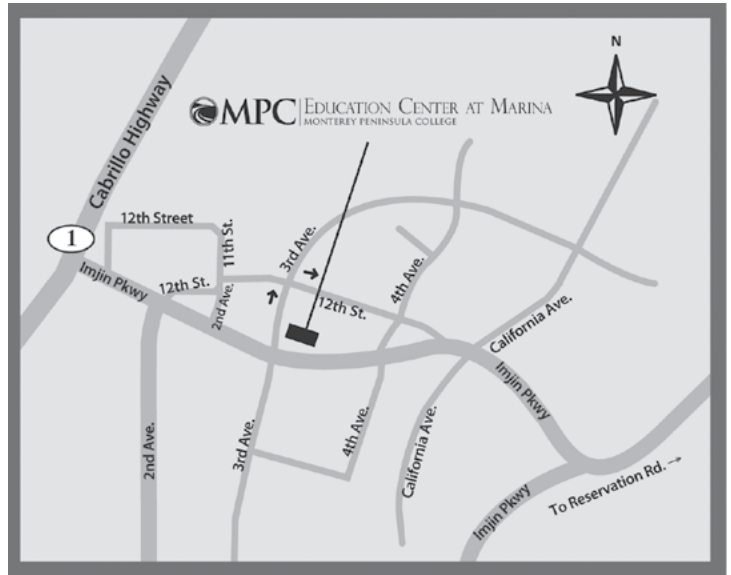 N
MPC EDUCATION CENTER AT MARINA
MONTEREY PENINSULA COLLEGE
Cabrillo Highway
1
12th Street
11th St.
3rd Ave.
Imjin Pkwy
12th St.
2nd Ave.
12th St.
4th Ave.
California Ave.
Imjin Pkwy
2nd Ave.
3rd Ave.
4th Ave.
California Ave.
Imjin Pkwy
To Reservation Rd. →